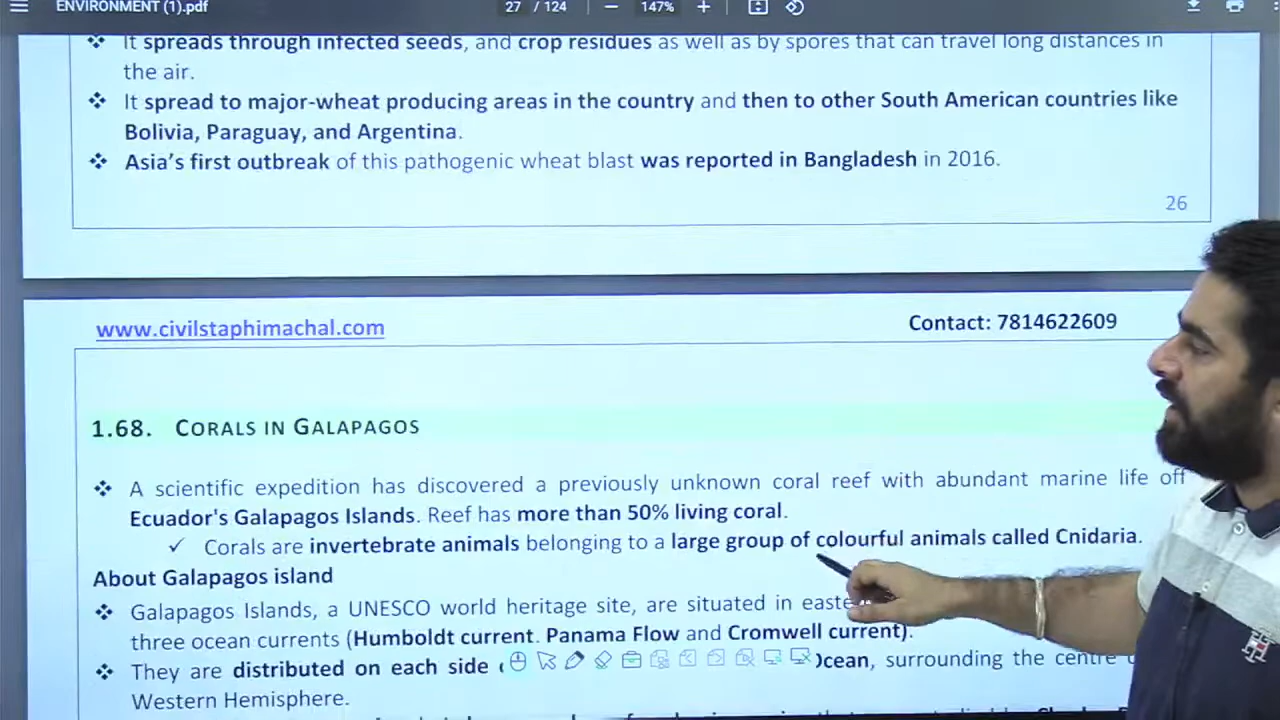 ENVIRONMENT (1).pdf
27 / 124
147%
It spreads through infected seeds, and crop residues as well as by spores that can travel long distances in
the air.
It spread to major-wheat producing areas in the country and then to other South American countries like
Bolivia, Paraguay, and Argentina.
Asia's first outbreak of this pathogenic wheat blast was reported in Bangladesh in 2016.
26
www.civilstaphimachal.com
Contact: 7814622609
1.68. CORALS IN GALAPAGOS
A scientific expedition has discovered a previously unknown coral reef with abundant marine life off
Ecuador's Galapagos Islands. Reef has more than 50% living coral.
Corals are invertebrate animals belonging to a large group of colourful animals called Cnidaria.
About Galapagos island
Galapagos Islands, a UNESCO world heritage site, are situated in
three ocean currents (Humboldt current. Panama Flow and Cromwell current).
They are distributed on each side surrounding the centre
Western Hemisphere.